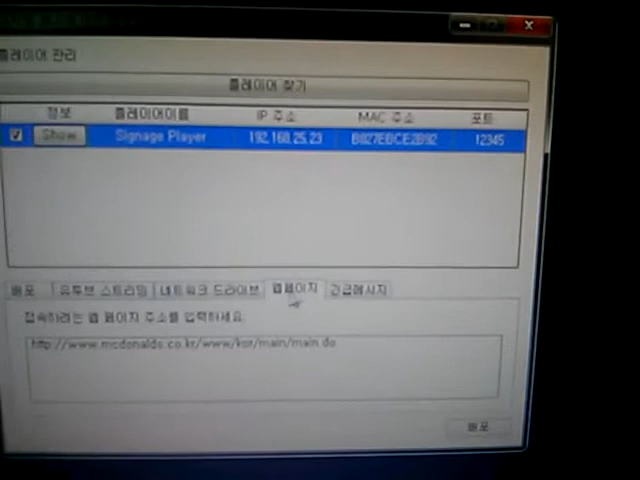 플레이어 관리
플레이어 찾기
정보 플레이어이름 IP 주소 MAC 주소 포트
Show Signage Player 192.168.25.23 B827EBCE2B92 12345
배포 유투브 스트리밍 네트워크 드라이브 웹페이지 긴급메시지
접속하려는 웹 페이지 주소를 입력하세요.
http://www.mcdonalds.co.kr/www/kor/main/main.do
배포